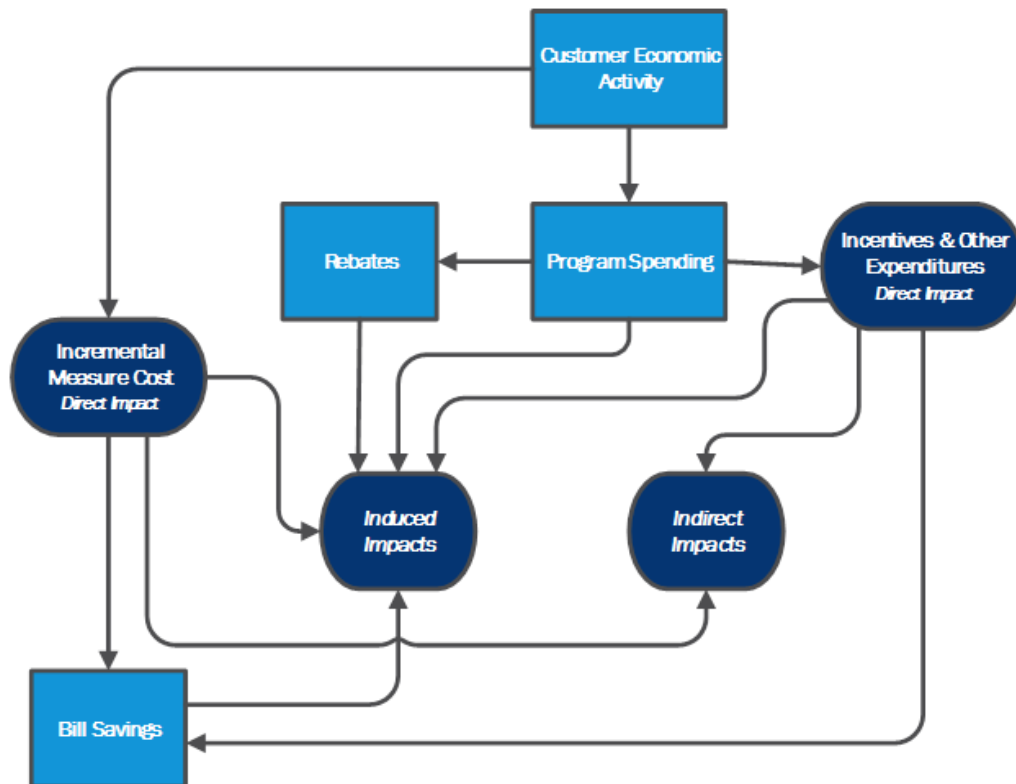 Customer Economic
Activity
Rebates
Program Spending
Incentives & Other
Expenditures
Direct Impact
Incremental
Measure Cost
Direct Impact
Induced
Impacts
Indirect
Impacts
Bill Savings